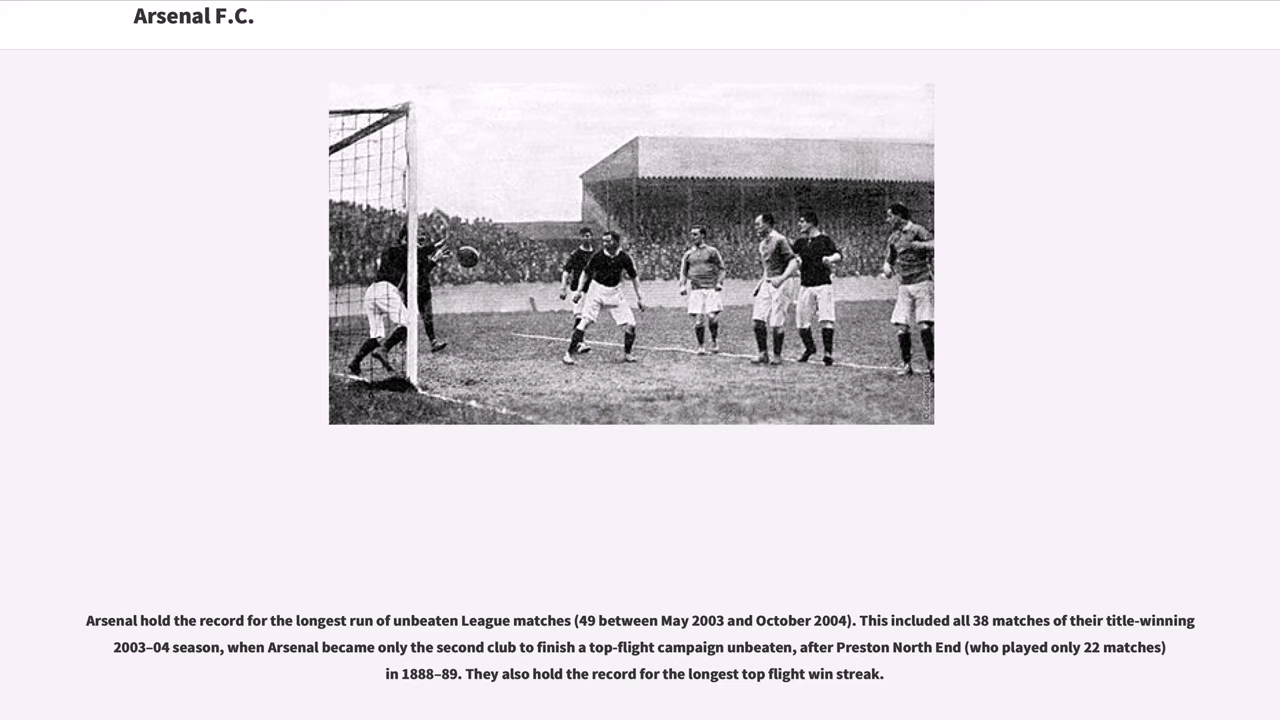 Arsenal F.C.
Arsenal hold the record for the longest run of unbeaten League matches (49 between May 2003 and October 2004). This included all 38 matches of their title-winning
2003–04 season, when Arsenal became only the second club to finish a top-flight campaign unbeaten, after Preston North End (who played only 22 matches)
in 1888–89. They also hold the record for the longest top flight win streak.